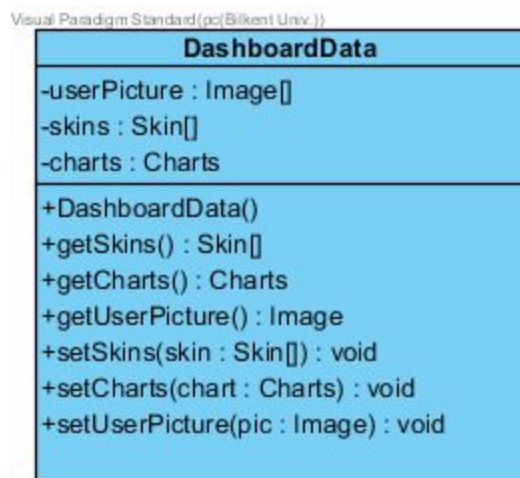 Visual Paradigm Standard(pc(Bilkent Univ.))
DashboardData
-userPicture : Image[]
-skins : Skin[]
-charts : Charts
+DashboardData()
+getSkins() : Skin[]
+getCharts() : Charts
+getUserPicture() : Image
+setSkins(skin : Skin[]) : void
+setCharts(chart : Charts) : void
+setUserPicture(pic : Image) : void